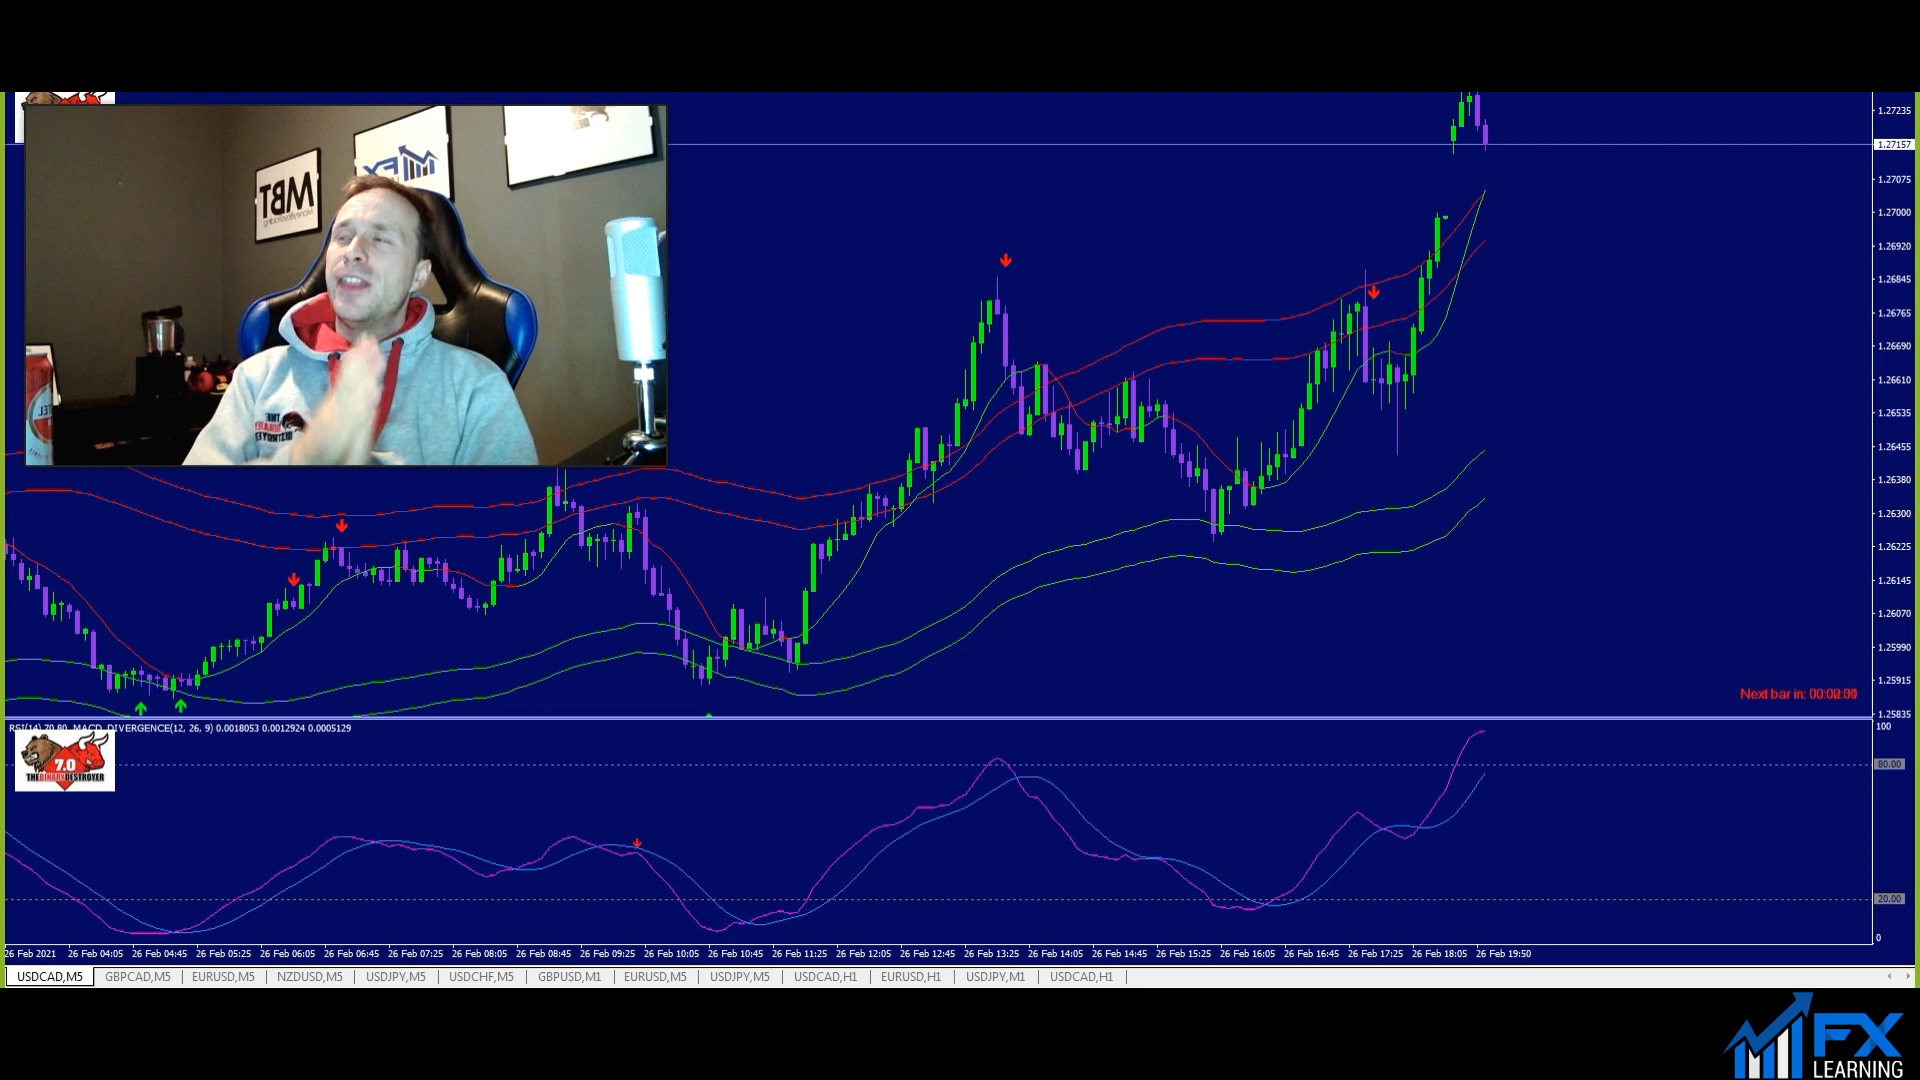 1.27235
1.27157
1.27075
1.27000
1.26920
1.26845
1.26765
1.26690
1.26610
1.26535
1.26455
1.26380
1.26300
1.26225
1.26145
1.26070
1.25990
1.25915
1.25835
MBT
FX
Next bar in:
RSI(14) 70.80 MACD_DIVERGENCE(12, 26, 9) 0.0018053 0.0012924 0.0005129
7.0
THEBINARYDESTROYER
100
80.00
20.00
0
26 Feb 2021 26 Feb 04:05 26 Feb 04:45 26 Feb 05:25 26 Feb 06:05 26 Feb 06:45 26 Feb 07:25 26 Feb 08:05 26 Feb 08:45 26 Feb 09:25 26 Feb 10:05 26 Feb 10:45 26 Feb 11:25 26 Feb 12:05 26 Feb 12:45 26 Feb 13:25 26 Feb 14:05 26 Feb 14:45 26 Feb 15:25 26 Feb 16:05 26 Feb 16:45 26 Feb 17:25 26 Feb 18:05 26 Feb 19:50
USDCAD,M5 GBPCAD,M5 EURUSD,M5 NZDUSD,M5 USDJPY,M5 USDCHF,M5 GBPUSD,M1 EURUSD,M5 USDJPY,M5 USDCAD,H1 EURUSD,H1 USDJPY,M1 USDCAD,H1
FX
LEARNING